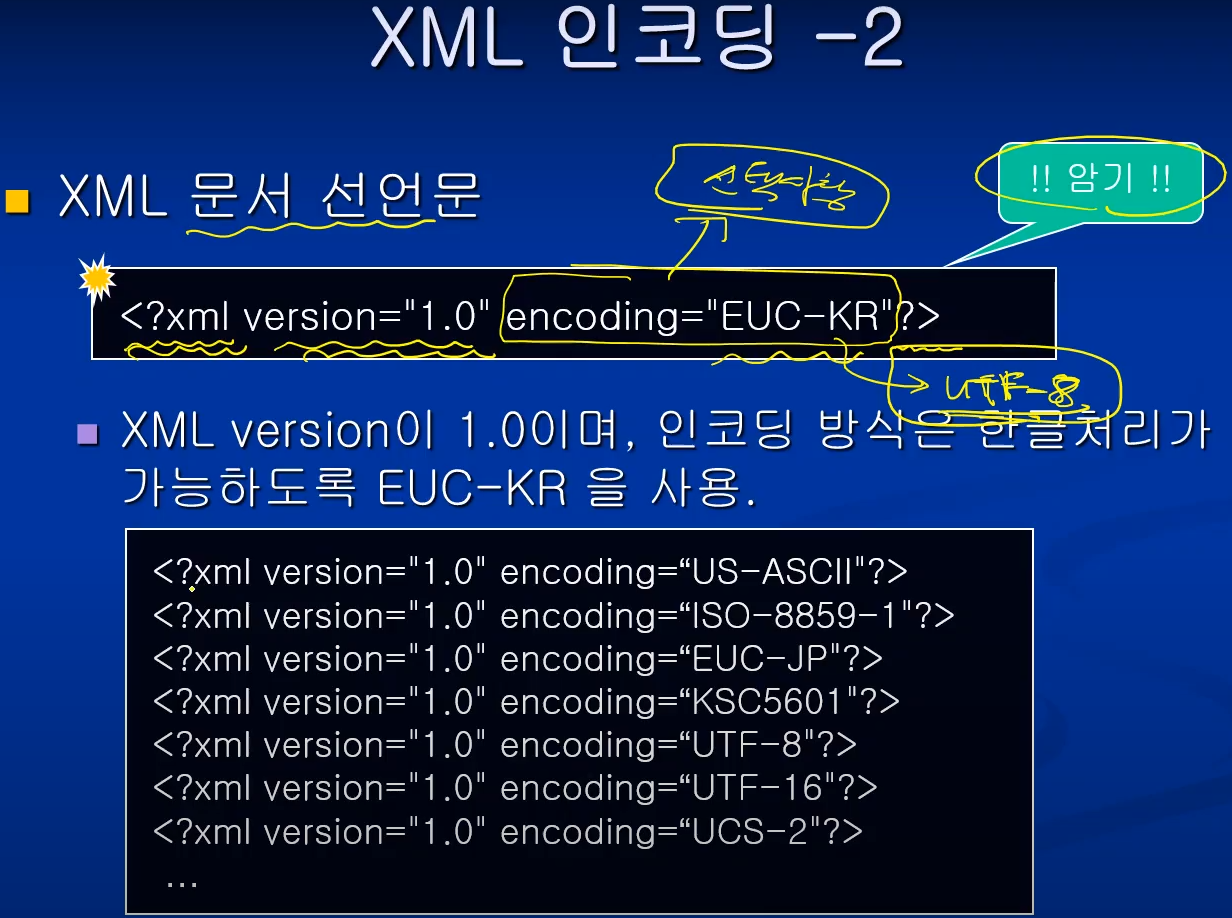 XML 인코딩 -2
선택사항
!! 암기 !!
XML 문서 선언문
<?xml version="1.0" encoding="EUC-KR"?>
UTF-8
XML version이 1.0이며, 인코딩 방식은 한글처리가
가능하도록 EUC-KR 을 사용.
<?xml version="1.0" encoding=“US-ASCII"?>
<?xml version="1.0" encoding=“ISO-8859-1"?>
<?xml version="1.0" encoding=“EUC-JP"?>
<?xml version="1.0" encoding=“KSC5601"?>
<?xml version="1.0" encoding=“UTF-8"?>
<?xml version="1.0" encoding=“UTF-16"?>
<?xml version="1.0" encoding=“UCS-2"?>
...